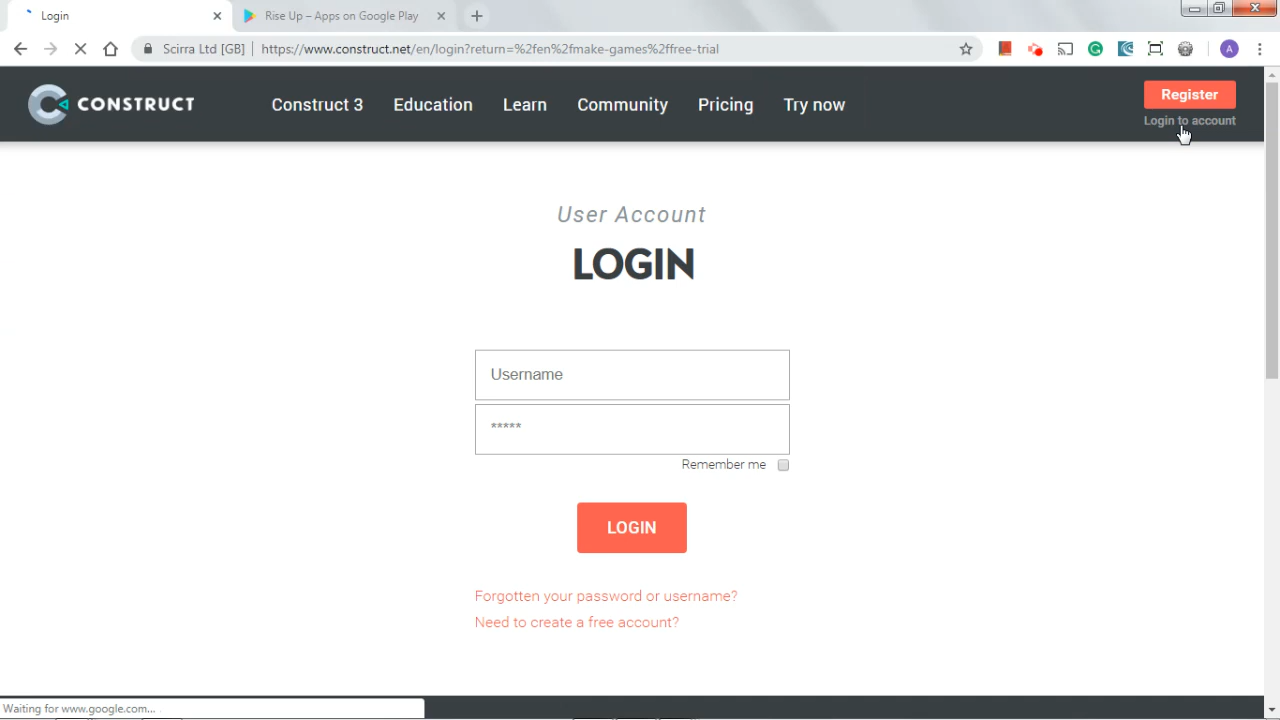 Login
Rise Up – Apps on Google Play
Scirra Ltd [GB]
https://www.construct.net/en/login?return=%2fen%2fmake-games%2ffree-trial
A
CONSTRUCT
Construct 3
Education
Learn
Community
Pricing
Try now
Register
Login to account
User Account
LOGIN
Username
*****
Remember me
LOGIN
Forgotten your password or username?
Need to create a free account?
Waiting for www.google.com...